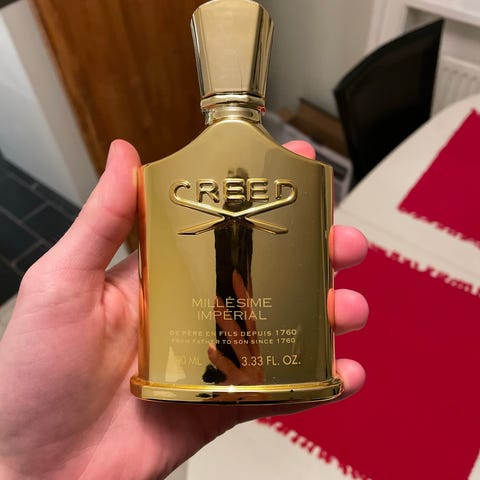 CREED
MILLÉSIME
IMPÉRIAL
DE PÈRE EN FILS DEPUIS 1760
FROM FATHER TO SON SINCE 1760
ML 3.33 FL. OZ.